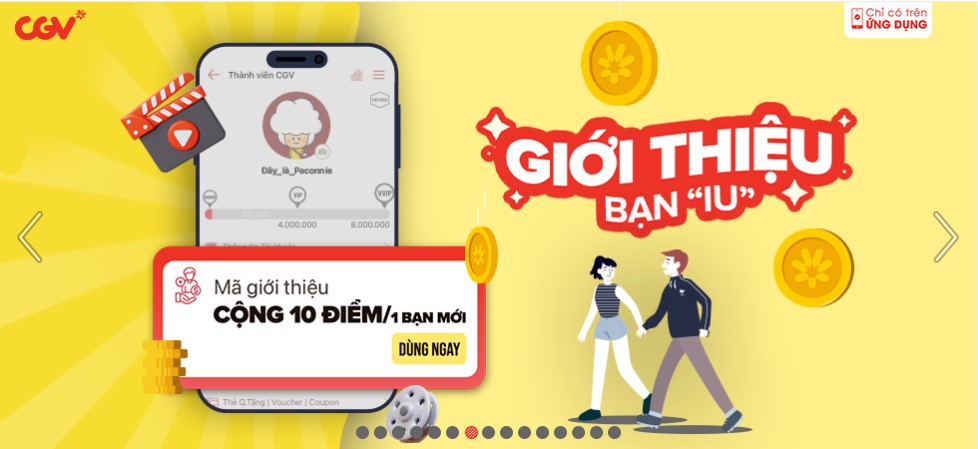 CGV
Chỉ có trên
ỨNG DỤNG
Thành viên CGV
MEMBER
Đây_là_Paconnie
VIP
VVIP
4.000.000
8.000.000
GIỚI THIỆU
BẠN “IU”
Mã giới thiệu
CỘNG 10 ĐIỂM/1 BẠN MỚI
DÙNG NGAY
Thẻ Q.Tặng | Voucher | Coupon